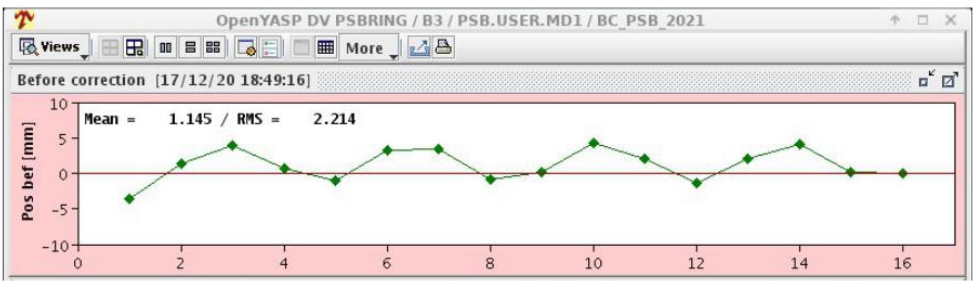 OpenYASP DV PSBRING / B3 / PSB.USER.MD1 / BC_PSB_2021
Views More
Before correction [17/12/20 18:49:16]
Mean = 1.145 / RMS = 2.214
Pos bef [mm]
10
5
0
-5
-10
0 2 4 6 8 10 12 14 16